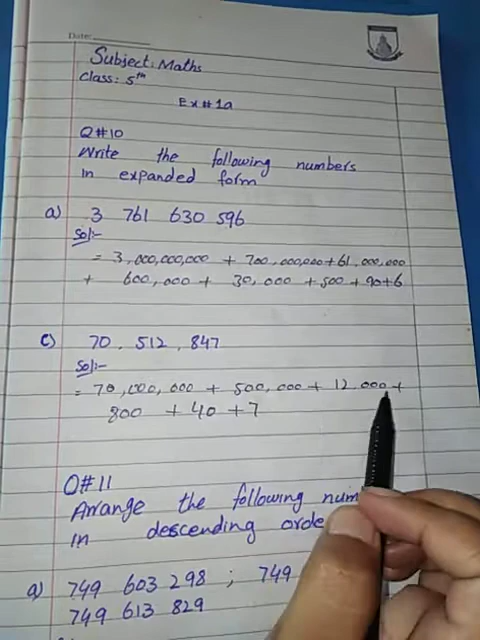 Date:
Subject: Maths
Class: 5th
Ex#1a
Q#10
Write the following numbers
in expanded form
a) 3 761 630 596
Sol:-
= 3,000,000,000 + 700,000,000 + 61,000,000
+ 600,000 + 30,000 + 500 + 90 + 6
c) 70,512,847
Sol:-
= 70,000,000 + 500,000 + 12,000 +
800 + 40 + 7
Q#11
Arrange the following num
in descending orde
a) 749 603 298 ; 749
749 613 829